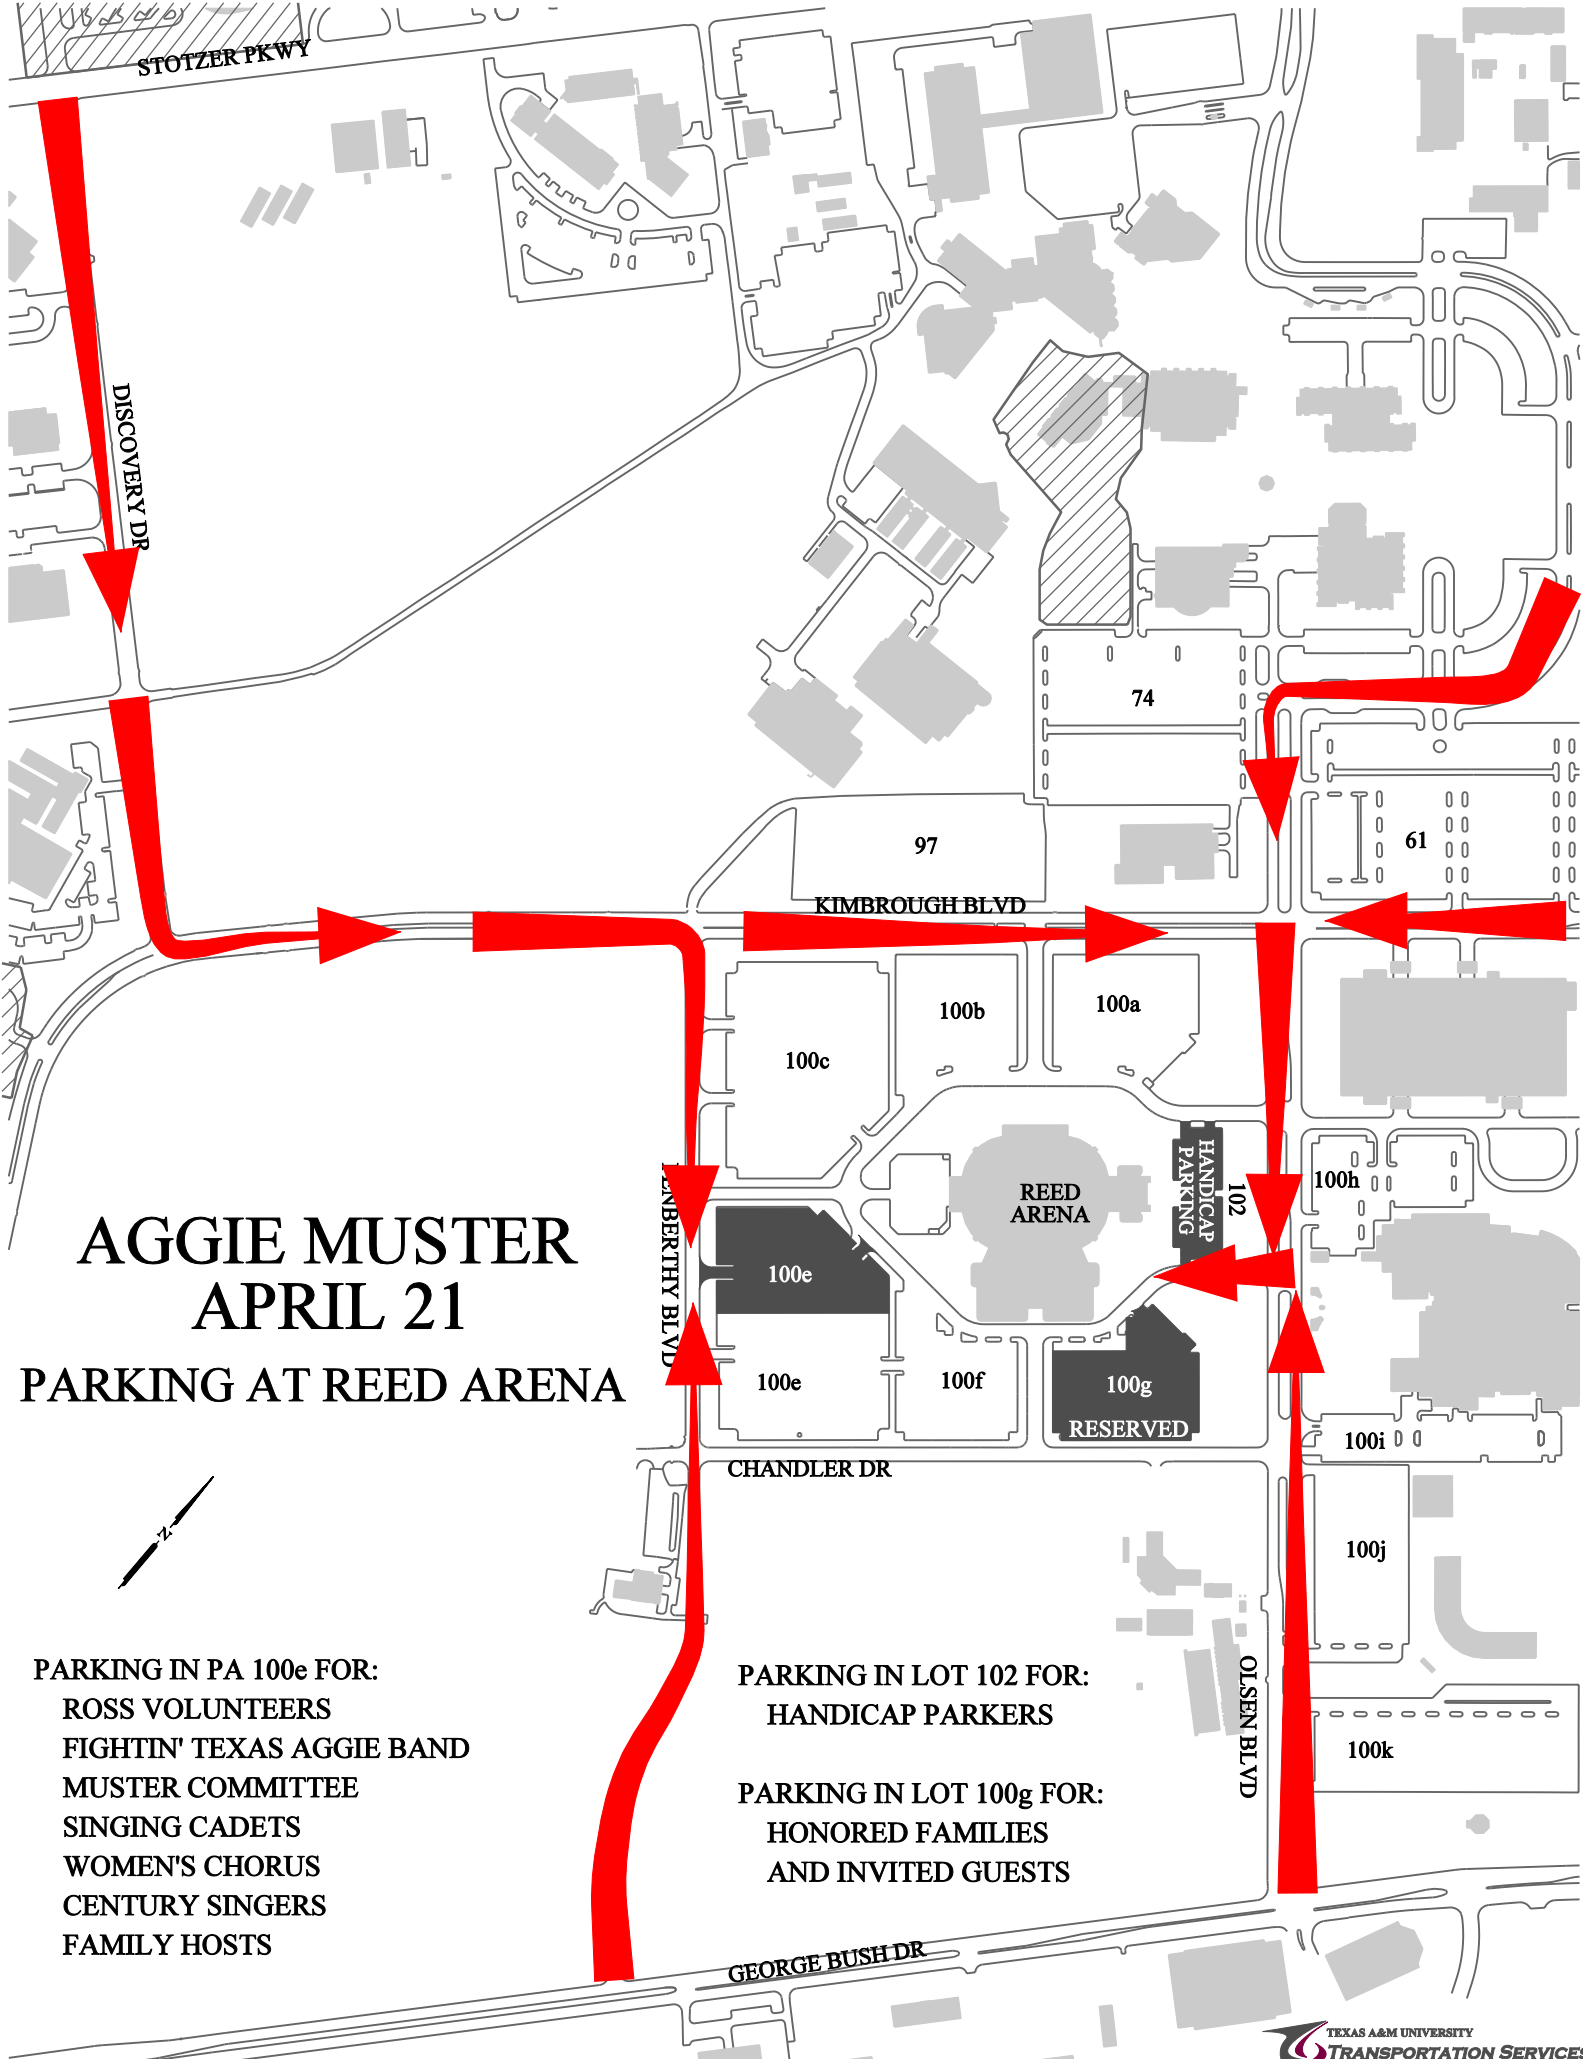 STOTZER PKWY
DISCOVERY DR
74
97
61
KIMBROUGH BLVD
100b
100a
100c
HANDICAP
PARKING
102
100h
REED
ARENA
PENBERTHY BLVD
AGGIE MUSTER
APRIL 21
PARKING AT REED ARENA
100e
100e
100f
100g
RESERVED
100i
CHANDLER DR
N
100j
OLSEN BLVD
100k
PARKING IN PA 100e FOR:
ROSS VOLUNTEERS
FIGHTIN' TEXAS AGGIE BAND
MUSTER COMMITTEE
SINGING CADETS
WOMEN'S CHORUS
CENTURY SINGERS
FAMILY HOSTS
PARKING IN LOT 102 FOR:
HANDICAP PARKERS
PARKING IN LOT 100g FOR:
HONORED FAMILIES
AND INVITED GUESTS
GEORGE BUSH DR
TEXAS A&M UNIVERSITY
TRANSPORTATION SERVICES